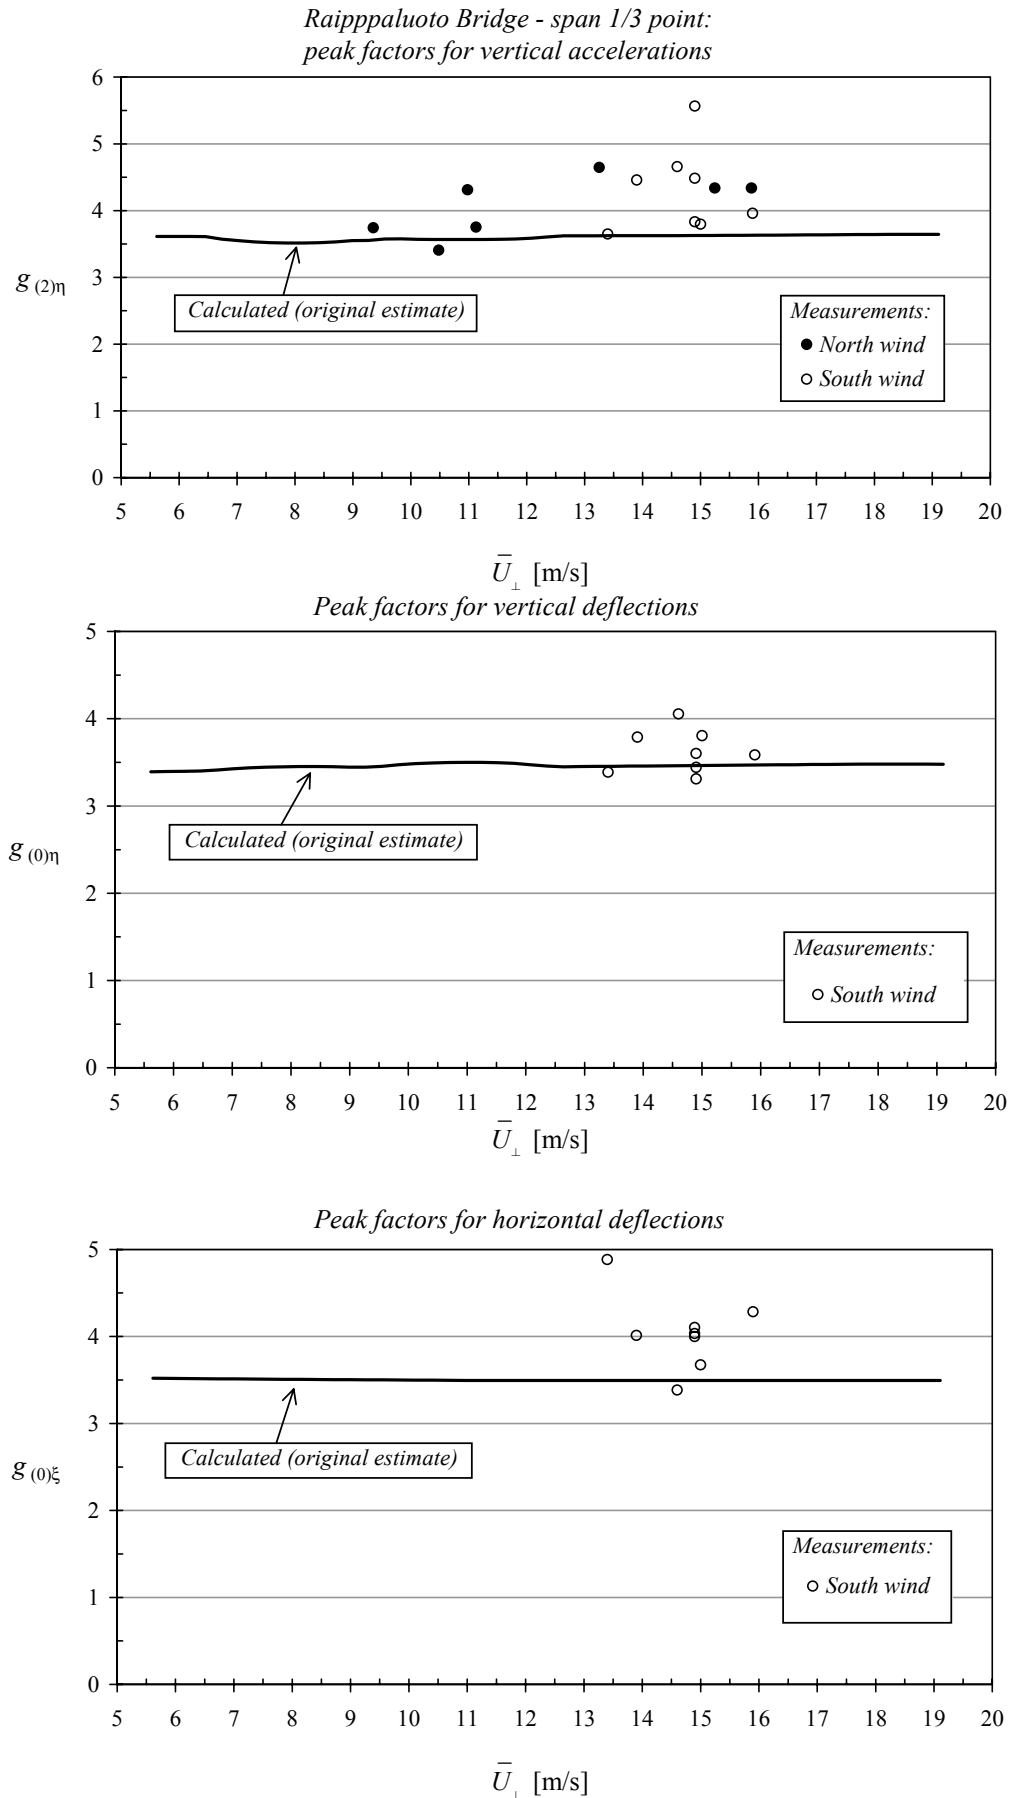 Raipppaluoto Bridge - span 1/3 point:
peak factors for vertical accelerations
6
5
4
3
2
1
0
g (2)η
Calculated (original estimate)
Measurements:
North wind
South wind
5 6 7 8 9 10 11 12 13 14 15 16 17 18 19 20
U̅⊥ [m/s]
Peak factors for vertical deflections
5
4
3
2
1
0
g (0)η
Calculated (original estimate)
Measurements:
South wind
5 6 7 8 9 10 11 12 13 14 15 16 17 18 19 20
U̅⊥ [m/s]
Peak factors for horizontal deflections
5
4
3
2
1
0
g (0)ξ
Calculated (original estimate)
Measurements:
South wind
5 6 7 8 9 10 11 12 13 14 15 16 17 18 19 20
U̅⊥ [m/s]